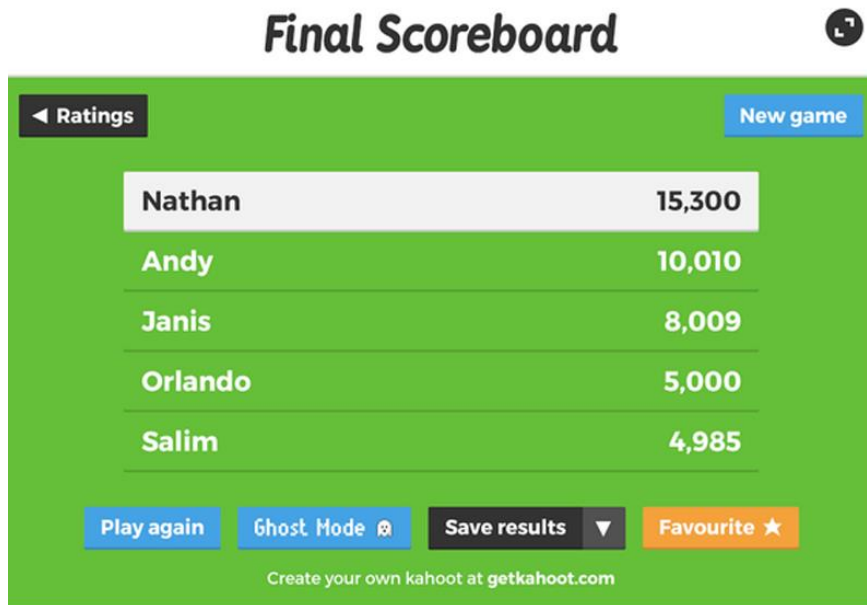 Final Scoreboard
◀ Ratings
New game
Nathan 15,300
Andy 10,010
Janis 8,009
Orlando 5,000
Salim 4,985
Play again
Ghost Mode
Save results ▼
Favourite ★
Create your own kahoot at getkahoot.com